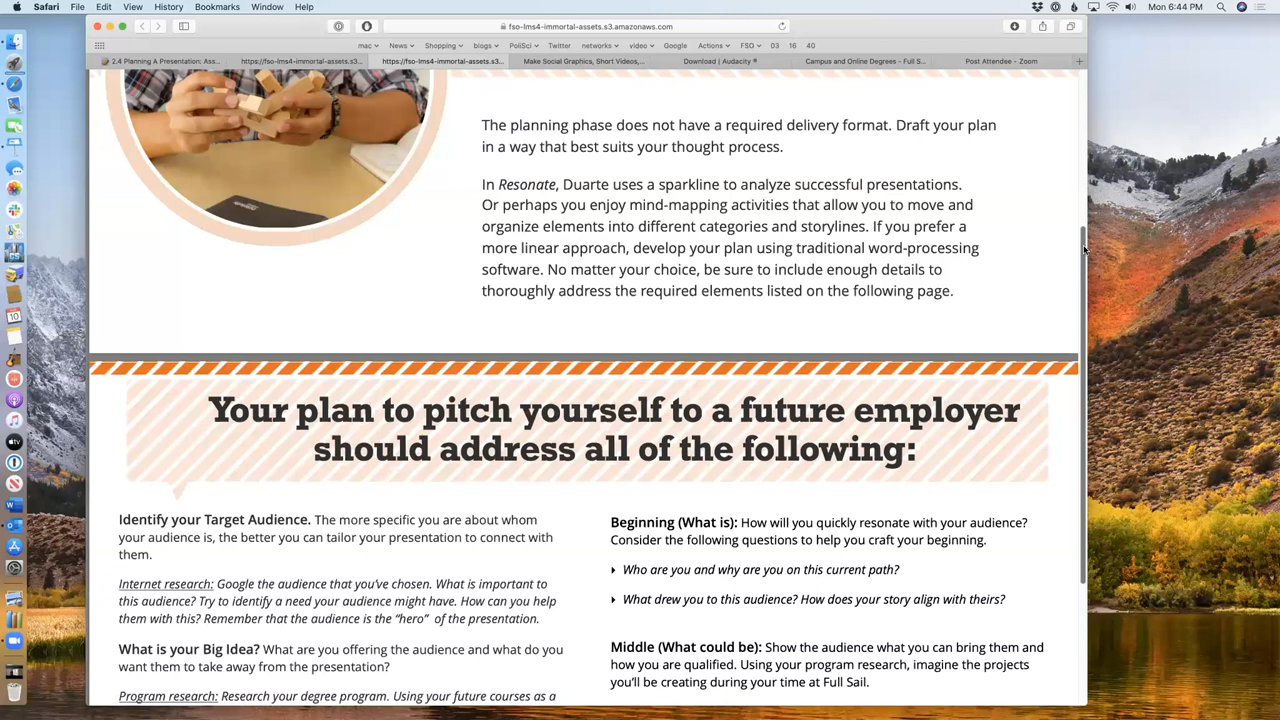 Safari File Edit View History Bookmarks Window Help Mon 6:44 PM
fso-lms4-immortal-assets.s3.amazonaws.com
mac News Shopping blogs PoliSci Twitter networks video Google Actions FSO 03 16 40
2.4 Planning A Presentation: Ass... https://fso-lms4-immortal-assets.s3... https://fso-lms4-immortal-assets.s3... Make Social Graphics, Short Videos,... Download | Audacity ® Campus and Online Degrees - Full S... Post Attendee - Zoom
The planning phase does not have a required delivery format. Draft your plan
in a way that best suits your thought process.
In Resonate, Duarte uses a sparkline to analyze successful presentations.
Or perhaps you enjoy mind-mapping activities that allow you to move and
organize elements into different categories and storylines. If you prefer a
more linear approach, develop your plan using traditional word-processing
software. No matter your choice, be sure to include enough details to
thoroughly address the required elements listed on the following page.
Your plan to pitch yourself to a future employer
should address all of the following:
Identify your Target Audience. The more specific you are about whom
your audience is, the better you can tailor your presentation to connect with
them.
Internet research: Google the audience that you've chosen. What is important to
this audience? Try to identify a need your audience might have. How can you help
them with this? Remember that the audience is the "hero" of the presentation.
What is your Big Idea? What are you offering the audience and what do you
want them to take away from the presentation?
Program research: Research your degree program. Using your future courses as a
Beginning (What is): How will you quickly resonate with your audience?
Consider the following questions to help you craft your beginning.
Who are you and why are you on this current path?
What drew you to this audience? How does your story align with theirs?
Middle (What could be): Show the audience what you can bring them and
how you are qualified. Using your program research, imagine the projects
you'll be creating during your time at Full Sail.